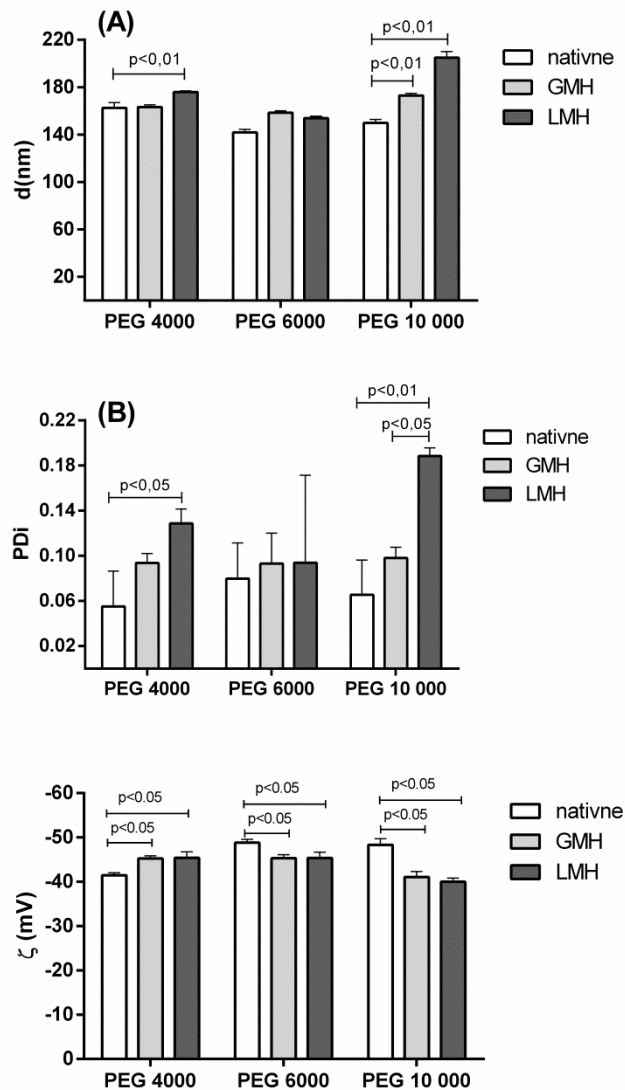 (A)
220
180
140
100
60
20
d(nm)
p<0,01
p<0,01
p<0,01
PEG 4000
PEG 6000
PEG 10 000
nativne
GMH
LMH
(B)
0.22
0.18
0.14
0.10
0.06
0.02
PDi
p<0,05
p<0,01
p<0,05
PEG 4000
PEG 6000
PEG 10 000
nativne
GMH
LMH
-60
-50
-40
-30
-20
-10
0
ζ (mV)
p<0.05
p<0.05
p<0.05
p<0.05
p<0.05
p<0.05
PEG 4000
PEG 6000
PEG 10 000
nativne
GMH
LMH